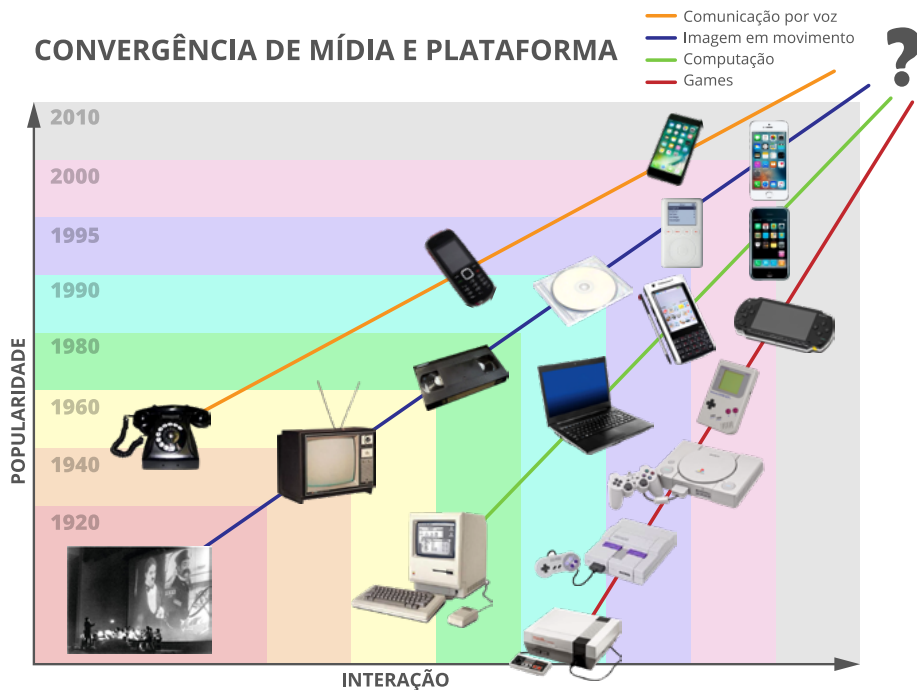 CONVERGÊNCIA DE MÍDIA E PLATAFORMA
Comunicação por voz
Imagem em movimento
Computação
Games
?
2010
2000
1995
1990
1980
1960
1940
1920
POPULARIDADE
INTERAÇÃO